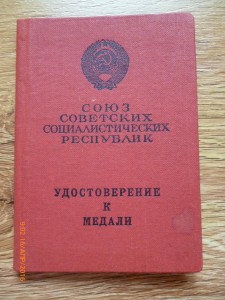 СОЮЗ
СОВЕТСКИХ
СОЦИАЛИСТИЧЕСКИХ
РЕСПУБЛИК
УДОСТОВЕРЕНИЕ
К
МЕДАЛИ